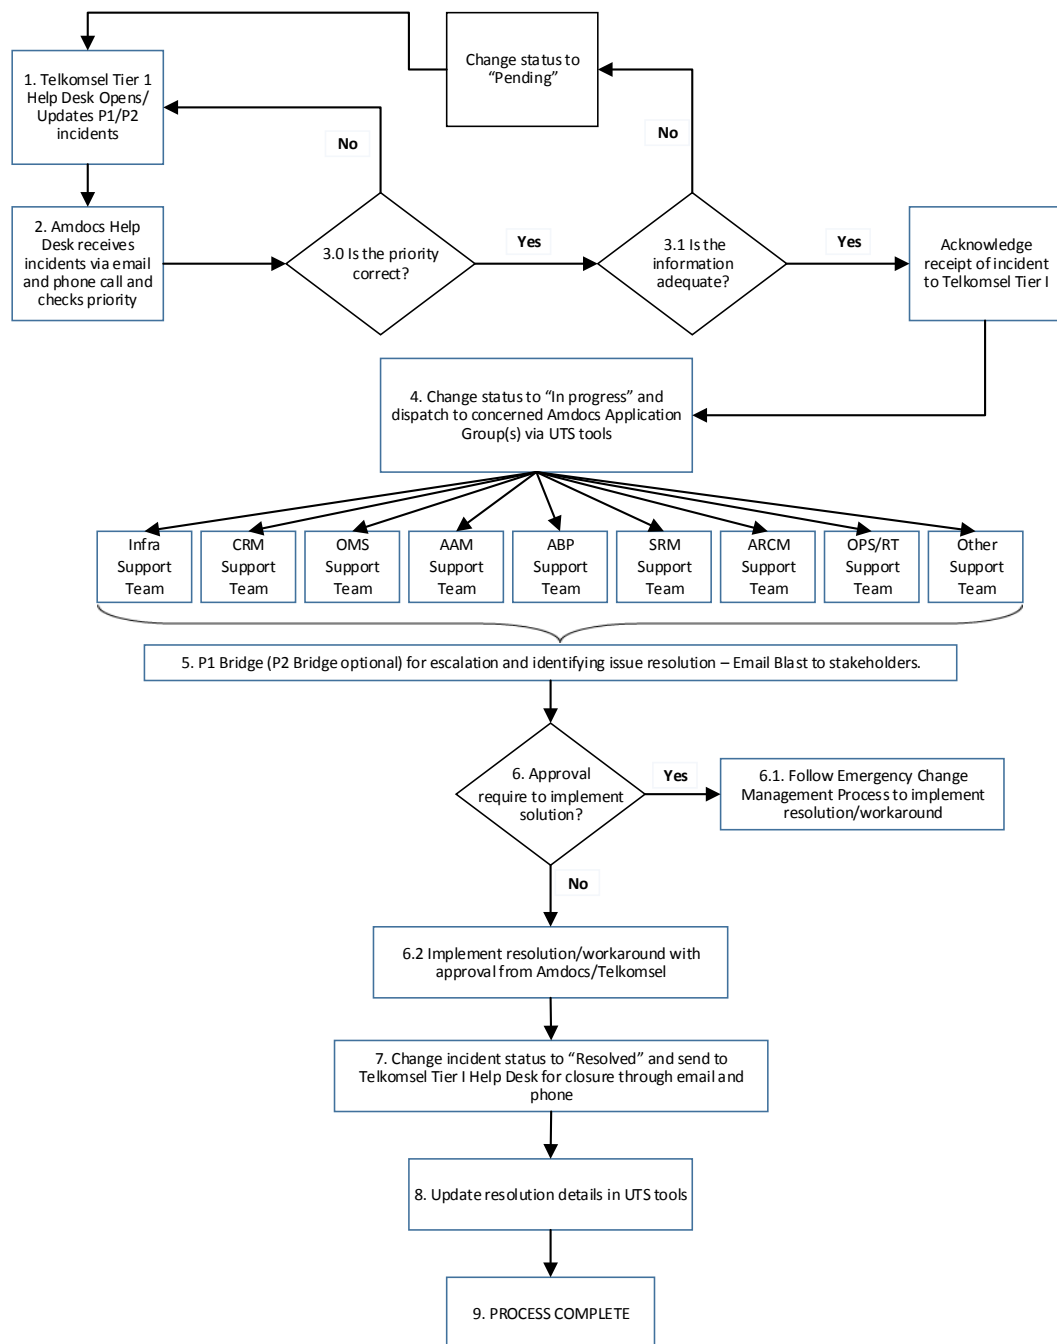 Change status to
“Pending”
1. Telkomsel Tier 1
Help Desk Opens/
Updates P1/P2
incidents
No
No
2. Amdocs Help
Desk receives
incidents via email
and phone call and
checks priority
3.0 Is the priority
correct?
Yes
3.1 Is the
information
adequate?
Yes
Acknowledge
receipt of incident
to Telkomsel Tier I
4. Change status to “In progress” and
dispatch to concerned Amdocs Application
Group(s) via UTS tools
Infra
Support
Team
CRM
Support
Team
OMS
Support
Team
AAM
Support
Team
ABP
Support
Team
SRM
Support
Team
ARCM
Support
Team
OPS/RT
Support
Team
Other
Support
Team
5. P1 Bridge (P2 Bridge optional) for escalation and identifying issue resolution – Email Blast to stakeholders.
6. Approval
require to implement
solution?
Yes
6.1. Follow Emergency Change
Management Process to implement
resolution/workaround
No
6.2 Implement resolution/workaround with
approval from Amdocs/Telkomsel
7. Change incident status to “Resolved” and send to
Telkomsel Tier I Help Desk for closure through email and
phone
8. Update resolution details in UTS tools
9. PROCESS COMPLETE